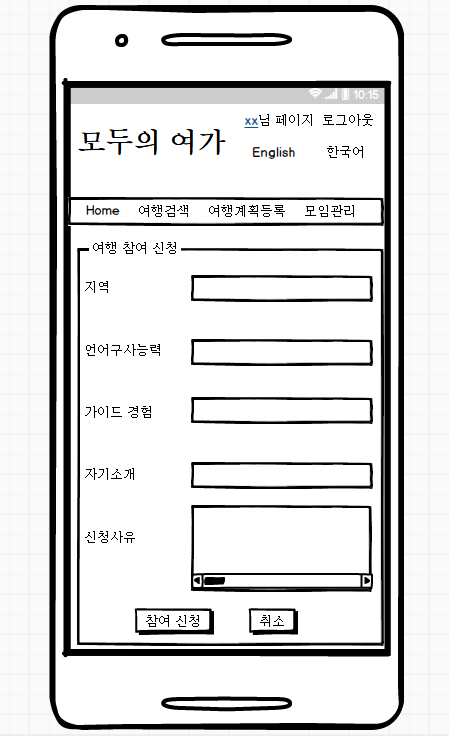 10:15
xx님 페이지 로그아웃
모두의 여가
English 한국어
Home 여행검색 여행계획등록 모임관리
여행 참여 신청
지역
언어구사능력
가이드 경험
자기소개
신청사유
참여 신청 취소